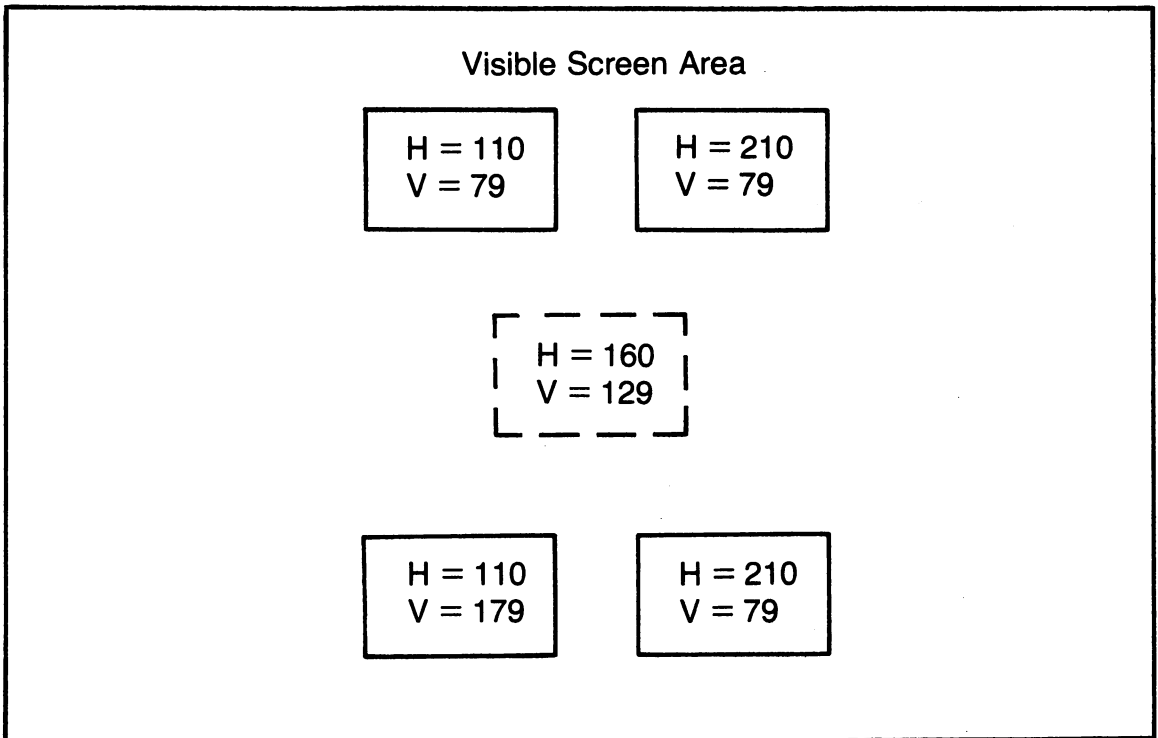 Visible Screen Area
H = 110
V = 79
H = 210
V = 79
H = 160
V = 129
H = 110
V = 179
H = 210
V = 79